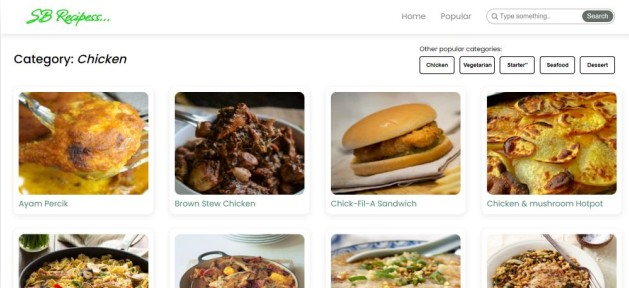 SB Recipess...
Home Popular Type something.. Search
Other popular categories:
Category: Chicken
Chicken Vegetarian Starter" Seafood Dessert
Ayam Percik Brown Stew Chicken Chick-Fil-A Sandwich Chicken & mushroom Hotpot